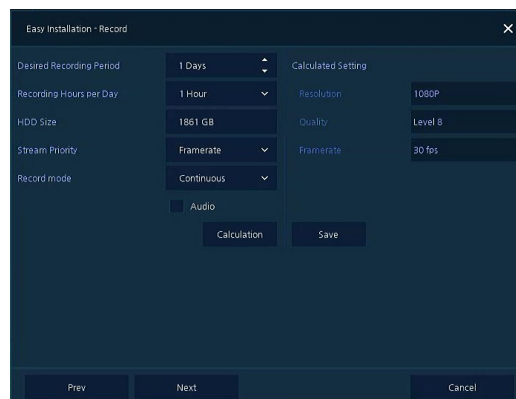 Easy Installation - Record
Desired Recording Period
1 Days
Recording Hours per Day
1 Hour
HDD Size
1861 GB
Stream Priority
Framerate
Record mode
Continuous
Audio
Calculation
Calculated Setting
Resolution
1080P
Quality
Level 8
Framerate
30 fps
Save
Prev
Next
Cancel